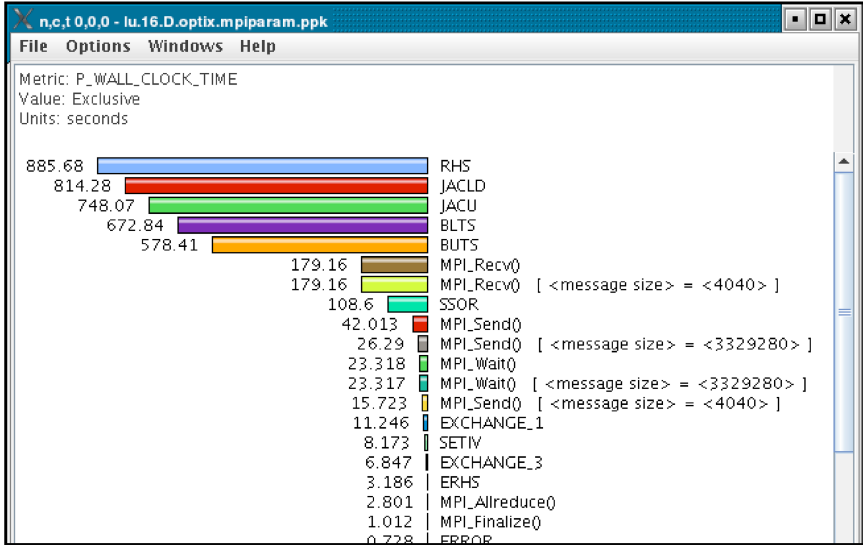 n,c,t 0,0,0 - lu.16.D.optix.mpiparam.ppk
File Options Windows Help
Metric: P_WALL_CLOCK_TIME
Value: Exclusive
Units: seconds
885.68 RHS
814.28 JACLD
748.07 JACU
672.84 BLTS
578.41 BUTS
179.16 MPI_Recv()
179.16 MPI_Recv() [ <message size> = <4040> ]
108.6 SSOR
42.013 MPI_Send()
26.29 MPI_Send() [ <message size> = <3329280> ]
23.318 MPI_Wait()
23.317 MPI_Wait() [ <message size> = <3329280> ]
15.723 MPI_Send() [ <message size> = <4040> ]
11.246 EXCHANGE_1
8.173 SETIV
6.847 EXCHANGE_3
3.186 ERHS
2.801 MPI_Allreduce()
1.012 MPI_Finalize()
0.728 ERROR